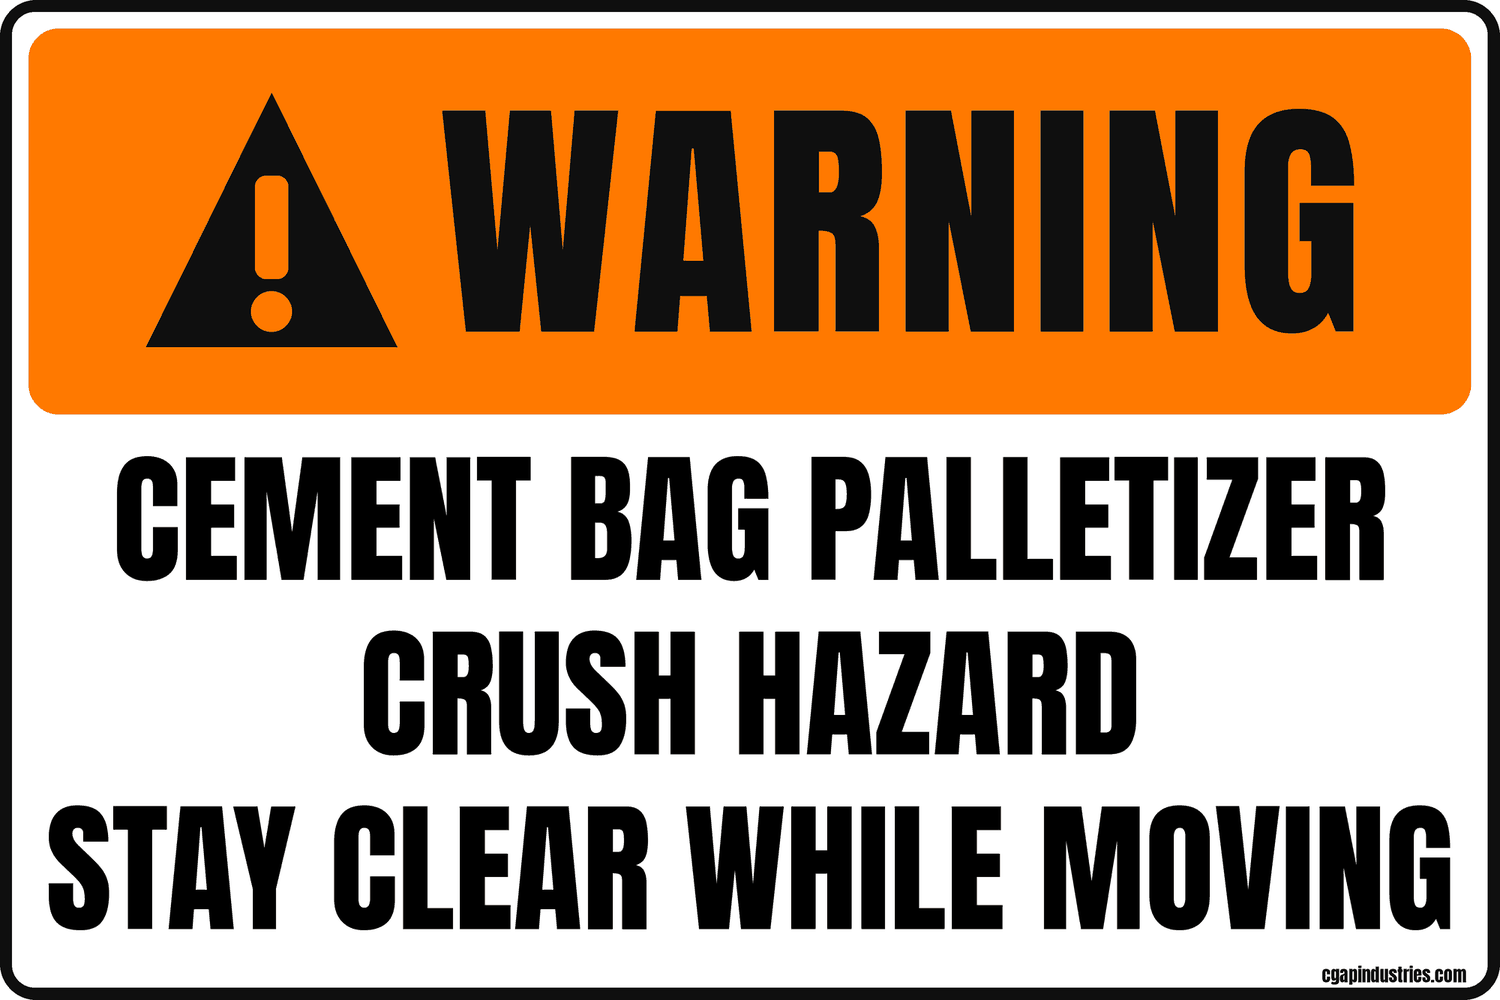 WARNING
CEMENT BAG PALLETIZER
CRUSH HAZARD
STAY CLEAR WHILE MOVING
cgapindustries.com